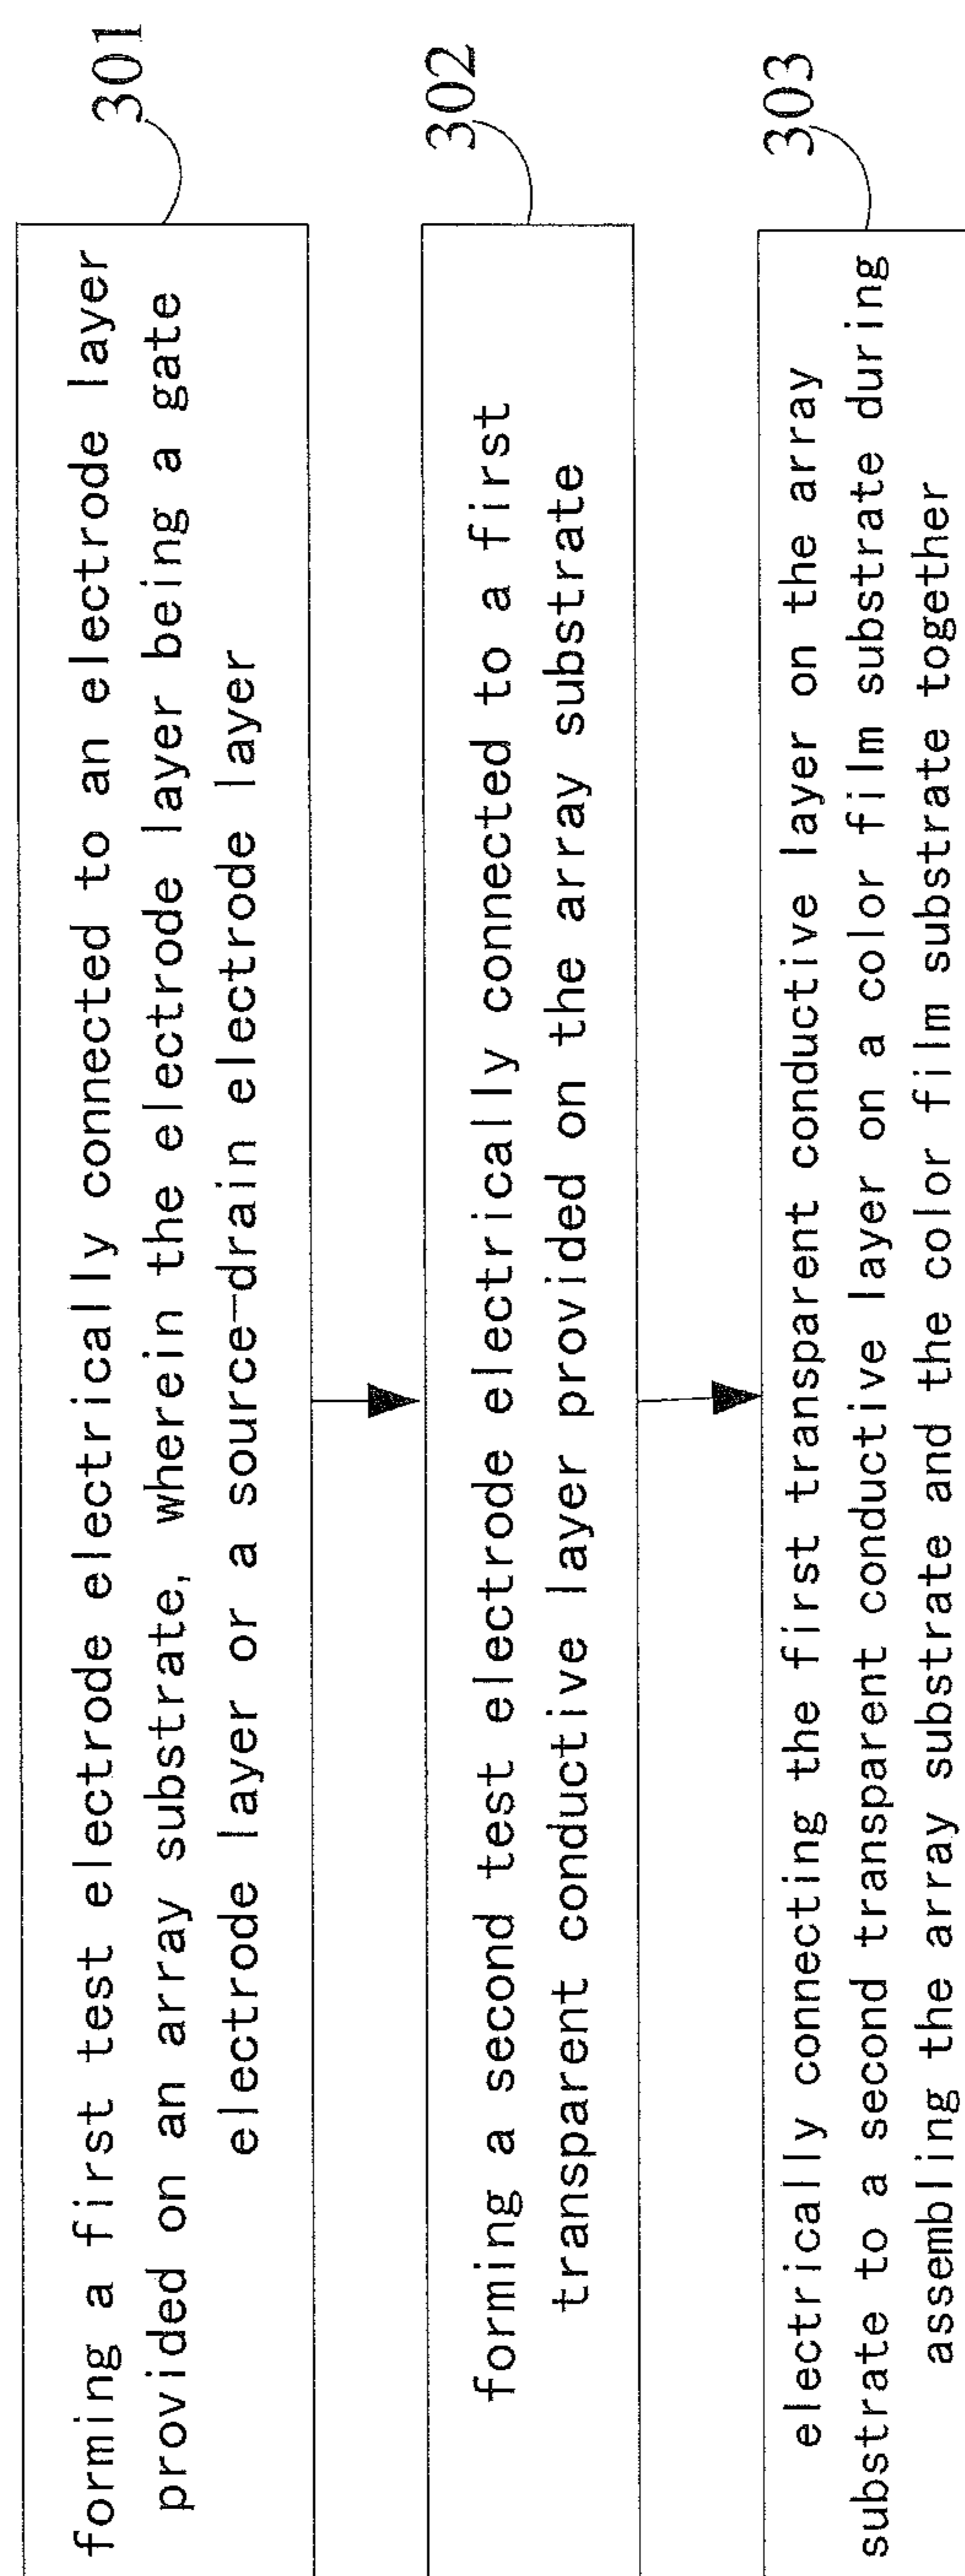 301
forming a first test electrode electrically connected to an electrode layer
provided on an array substrate, wherein the electrode layer being a gate
electrode layer or a source-drain electrode layer
302
forming a second test electrode electrically connected to a first
transparent conductive layer provided on the array substrate
303
electrically connecting the first transparent conductive layer on the array
substrate to a second transparent conductive layer on a color film substrate during
assembling the array substrate and the color film substrate together